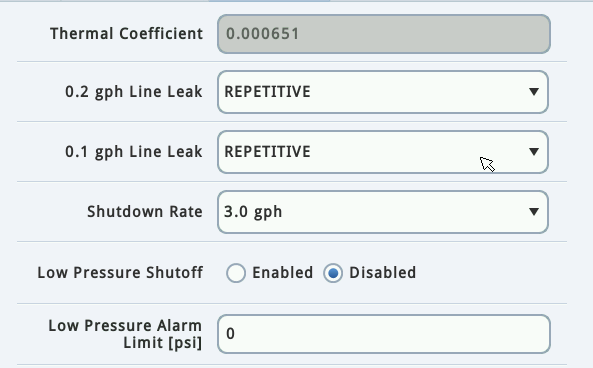 Thermal Coefficient 0.000651
0.2 gph Line Leak REPETITIVE
0.1 gph Line Leak REPETITIVE
Shutdown Rate 3.0 gph
Low Pressure Shutoff Enabled Disabled
Low Pressure Alarm
Limit [psi] 0